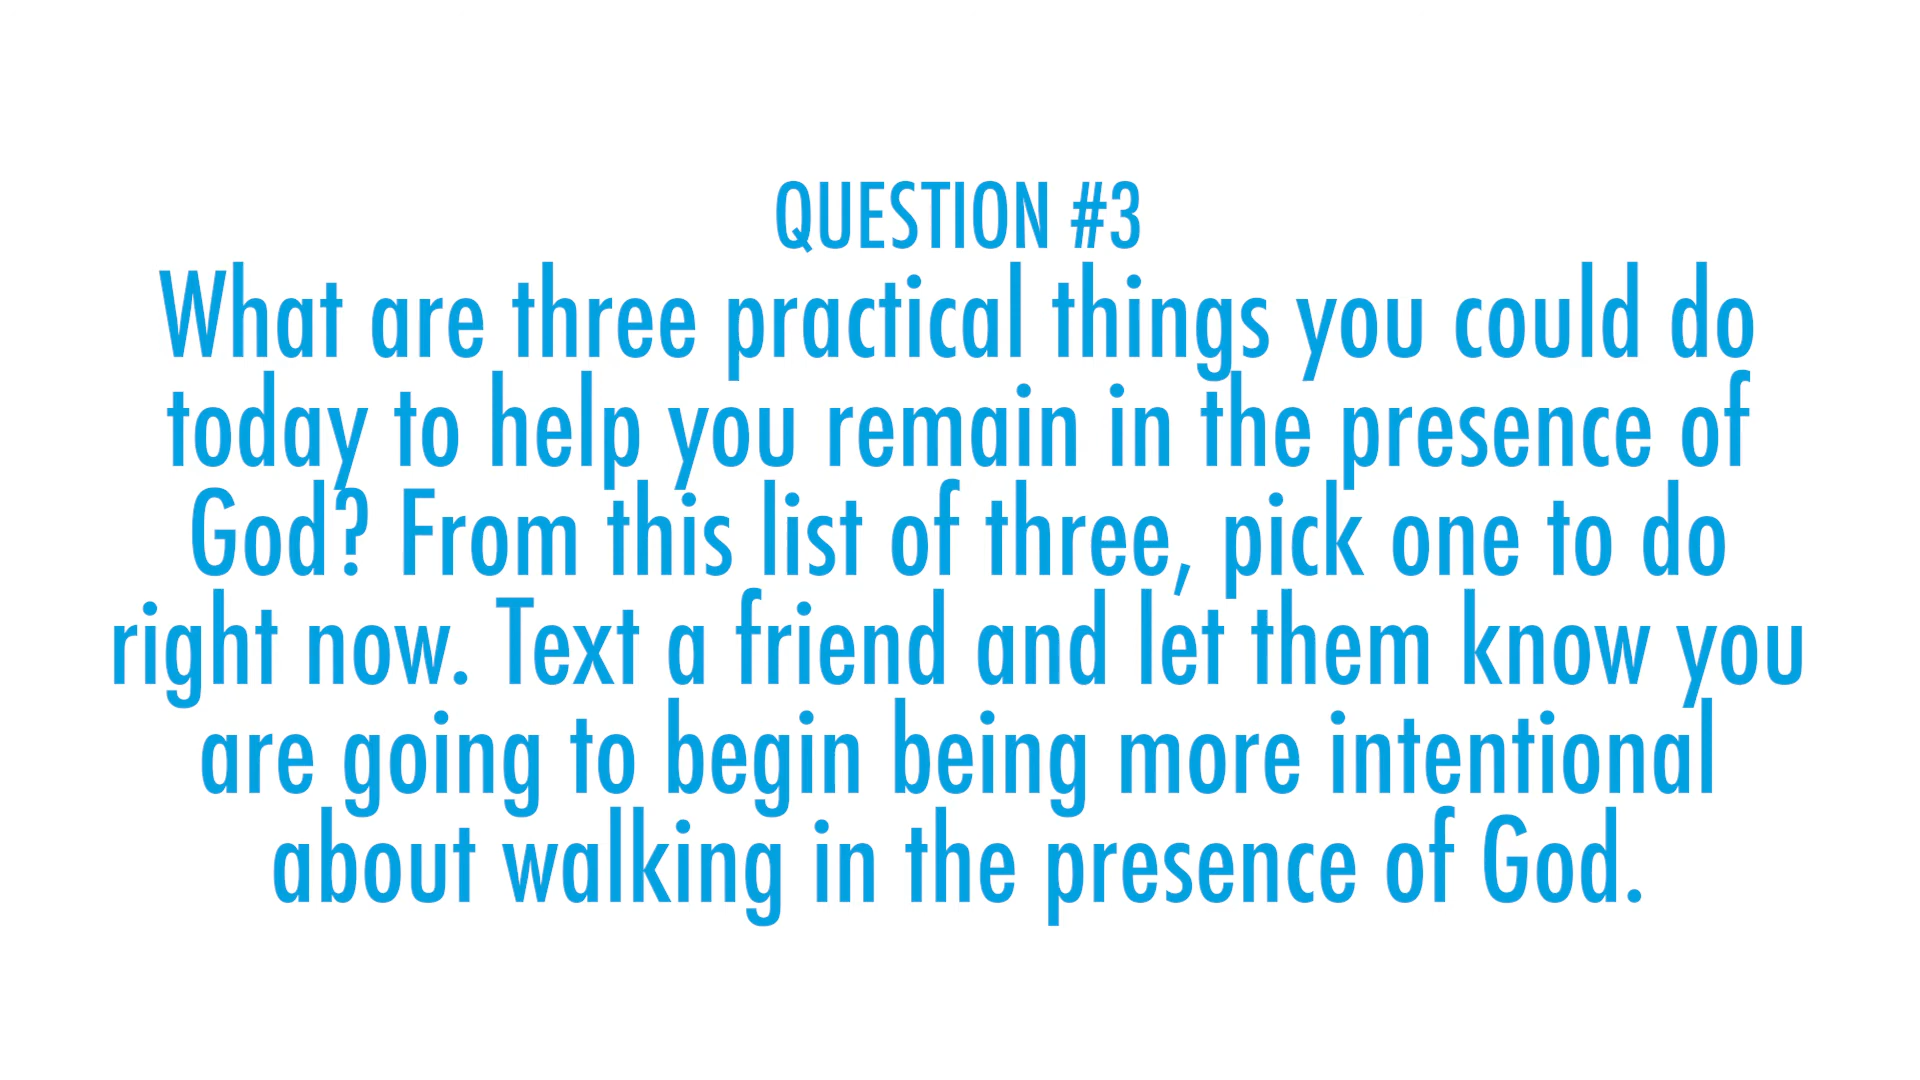 QUESTION #3
What are three practical things you could do
today to help you remain in the presence of
God? From this list of three, pick one to do
right now. Text a friend and let them know you
are going to begin being more intentional
about walking in the presence of God.